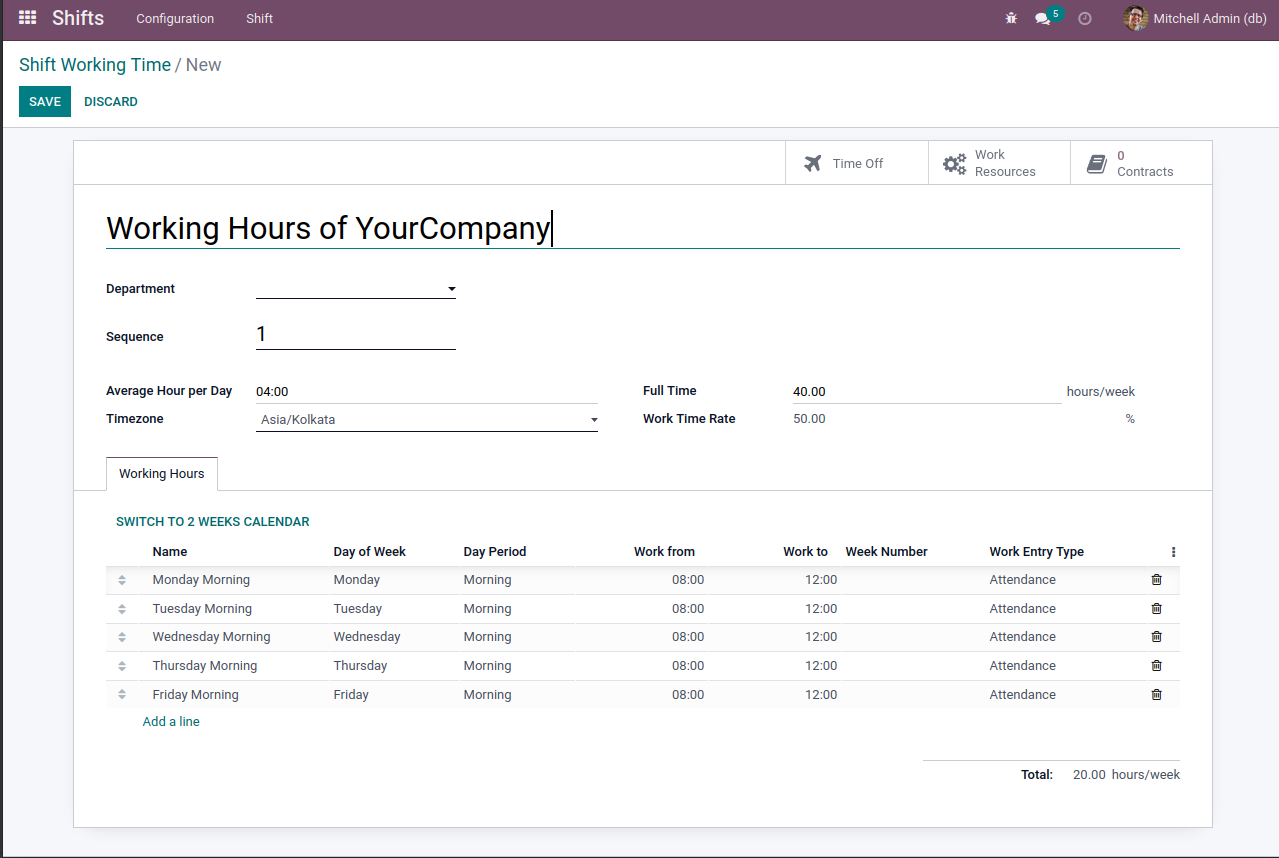 Shifts Configuration Shift 5 Mitchell Admin (db)
Shift Working Time / New
SAVE DISCARD
Time Off
Work Resources
0 Contracts
Working Hours of YourCompany
Department
Sequence 1
Average Hour per Day 04:00 Full Time 40.00 hours/week
Timezone Asia/Kolkata Work Time Rate 50.00 %
Working Hours
SWITCH TO 2 WEEKS CALENDAR
Name Day of Week Day Period Work from Work to Week Number Work Entry Type
Monday Morning Monday Morning 08:00 12:00 Attendance
Tuesday Morning Tuesday Morning 08:00 12:00 Attendance
Wednesday Morning Wednesday Morning 08:00 12:00 Attendance
Thursday Morning Thursday Morning 08:00 12:00 Attendance
Friday Morning Friday Morning 08:00 12:00 Attendance
Add a line
Total: 20.00 hours/week